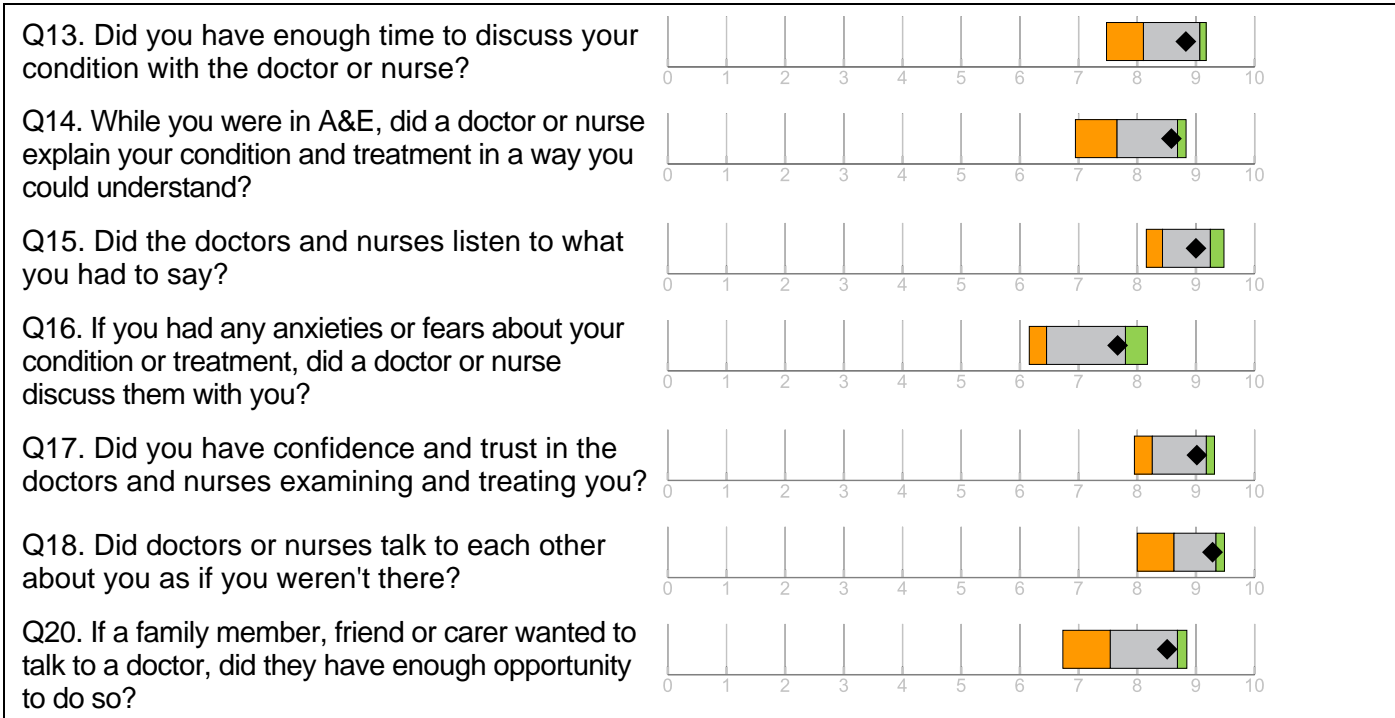 Q13. Did you have enough time to discuss your
condition with the doctor or nurse?
0 1 2 3 4 5 6 7 8 9 10
Q14. While you were in A&E, did a doctor or nurse
explain your condition and treatment in a way you
could understand?
0 1 2 3 4 5 6 7 8 9 10
Q15. Did the doctors and nurses listen to what
you had to say?
0 1 2 3 4 5 6 7 8 9 10
Q16. If you had any anxieties or fears about your
condition or treatment, did a doctor or nurse
discuss them with you?
0 1 2 3 4 5 6 7 8 9 10
Q17. Did you have confidence and trust in the
doctors and nurses examining and treating you?
0 1 2 3 4 5 6 7 8 9 10
Q18. Did doctors or nurses talk to each other
about you as if you weren't there?
0 1 2 3 4 5 6 7 8 9 10
Q20. If a family member, friend or carer wanted to
talk to a doctor, did they have enough opportunity
to do so?
0 1 2 3 4 5 6 7 8 9 10